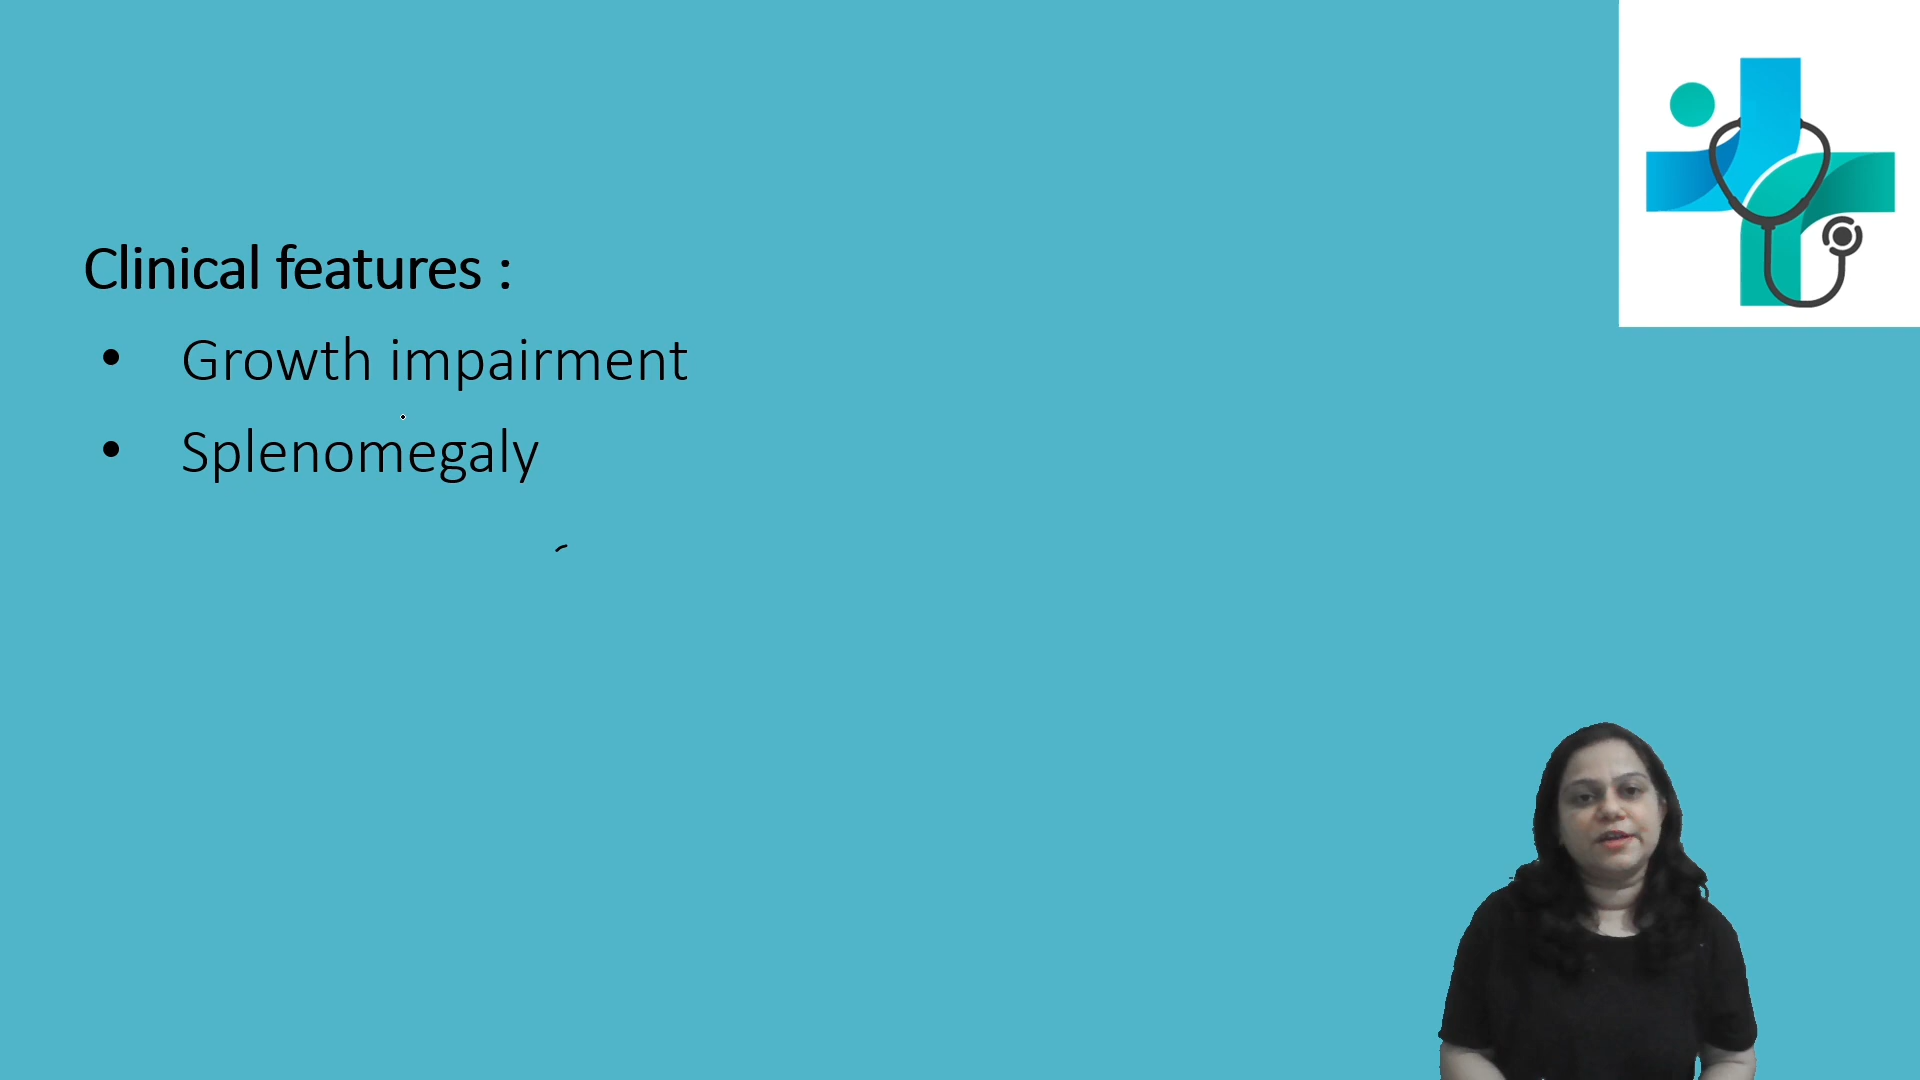 Clinical features :
• Growth impairment
• Splenomegaly